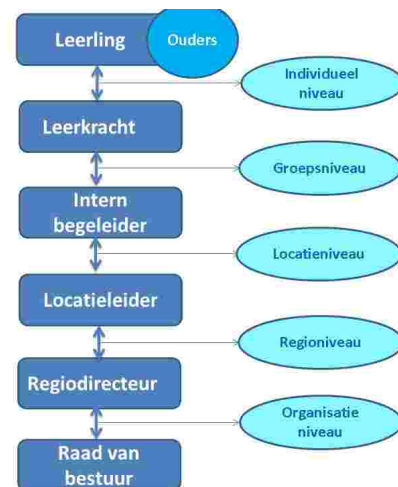 Leerling
Ouders
Individueel
niveau
Leerkracht
Groepsniveau
Intern
begeleider
Locatieniveau
Locatieleider
Regioniveau
Regiodirecteur
Organisatie
niveau
Raad van
bestuur